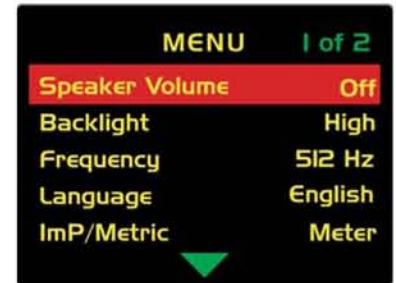 MENU 1 of 2
Speaker Volume Off
Backlight High
Frequency 512 Hz
Language English
ImP/Metric Meter